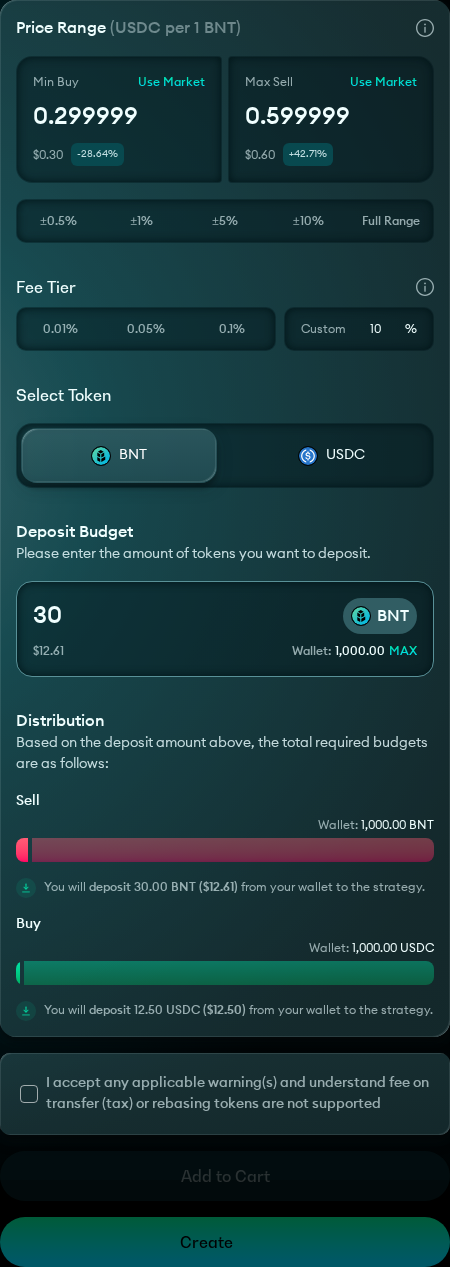 Price Range (USDC per 1 BNT)
Min Buy Use Market
0.299999
$0.30 -28.64%
Max Sell Use Market
0.599999
$0.60 +42.71%
±0.5% ±1% ±5% ±10% Full Range
Fee Tier
0.01% 0.05% 0.1% Custom 10 %
Select Token
BNT USDC
Deposit Budget
Please enter the amount of tokens you want to deposit.
30 BNT
$12.61 Wallet: 1,000.00 MAX
Distribution
Based on the deposit amount above, the total required budgets
are as follows:
Sell
Wallet: 1,000.00 BNT
You will deposit 30.00 BNT ($12.61) from your wallet to the strategy.
Buy
Wallet: 1,000.00 USDC
You will deposit 12.50 USDC ($12.50) from your wallet to the strategy.
I accept any applicable warning(s) and understand fee on
transfer (tax) or rebasing tokens are not supported
Add to Cart
Create